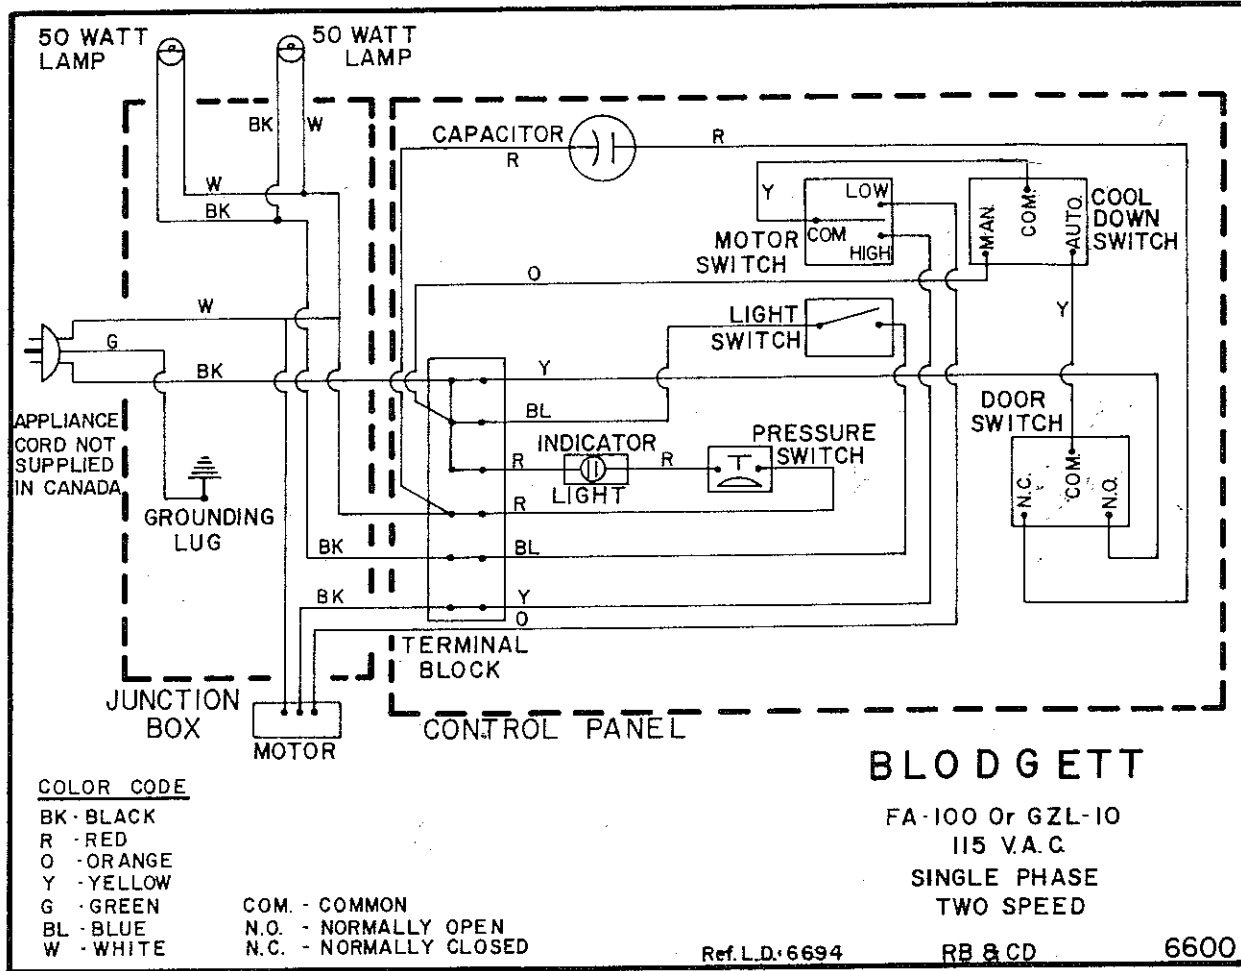 50 WATT
LAMP
50 WATT
LAMP
BK
W
CAPACITOR
R
R
W
BK
Y
LOW
COM
HIGH
MOTOR
SWITCH
MAN.
COM.
AUTO.
COOL
DOWN
SWITCH
O
W
G
BK
LIGHT
SWITCH
Y
Y
BL
DOOR
SWITCH
APPLIANCE
CORD NOT
SUPPLIED
IN CANADA
INDICATOR
LIGHT
R
R
PRESSURE
SWITCH
R
N.C.
COM.
N.O.
GROUNDING
LUG
BK
BL
BK
Y
O
TERMINAL
BLOCK
JUNCTION
BOX
MOTOR
CONTROL PANEL
BLODGETT
FA-100 Or GZL-10
115 V.A.C.
SINGLE PHASE
TWO SPEED
COLOR CODE
BK - BLACK
R - RED
O - ORANGE
Y - YELLOW
G - GREEN
BL - BLUE
W - WHITE
COM. - COMMON
N.O. - NORMALLY OPEN
N.C. - NORMALLY CLOSED
Ref. L.D.: 6694
RB & CD
6600